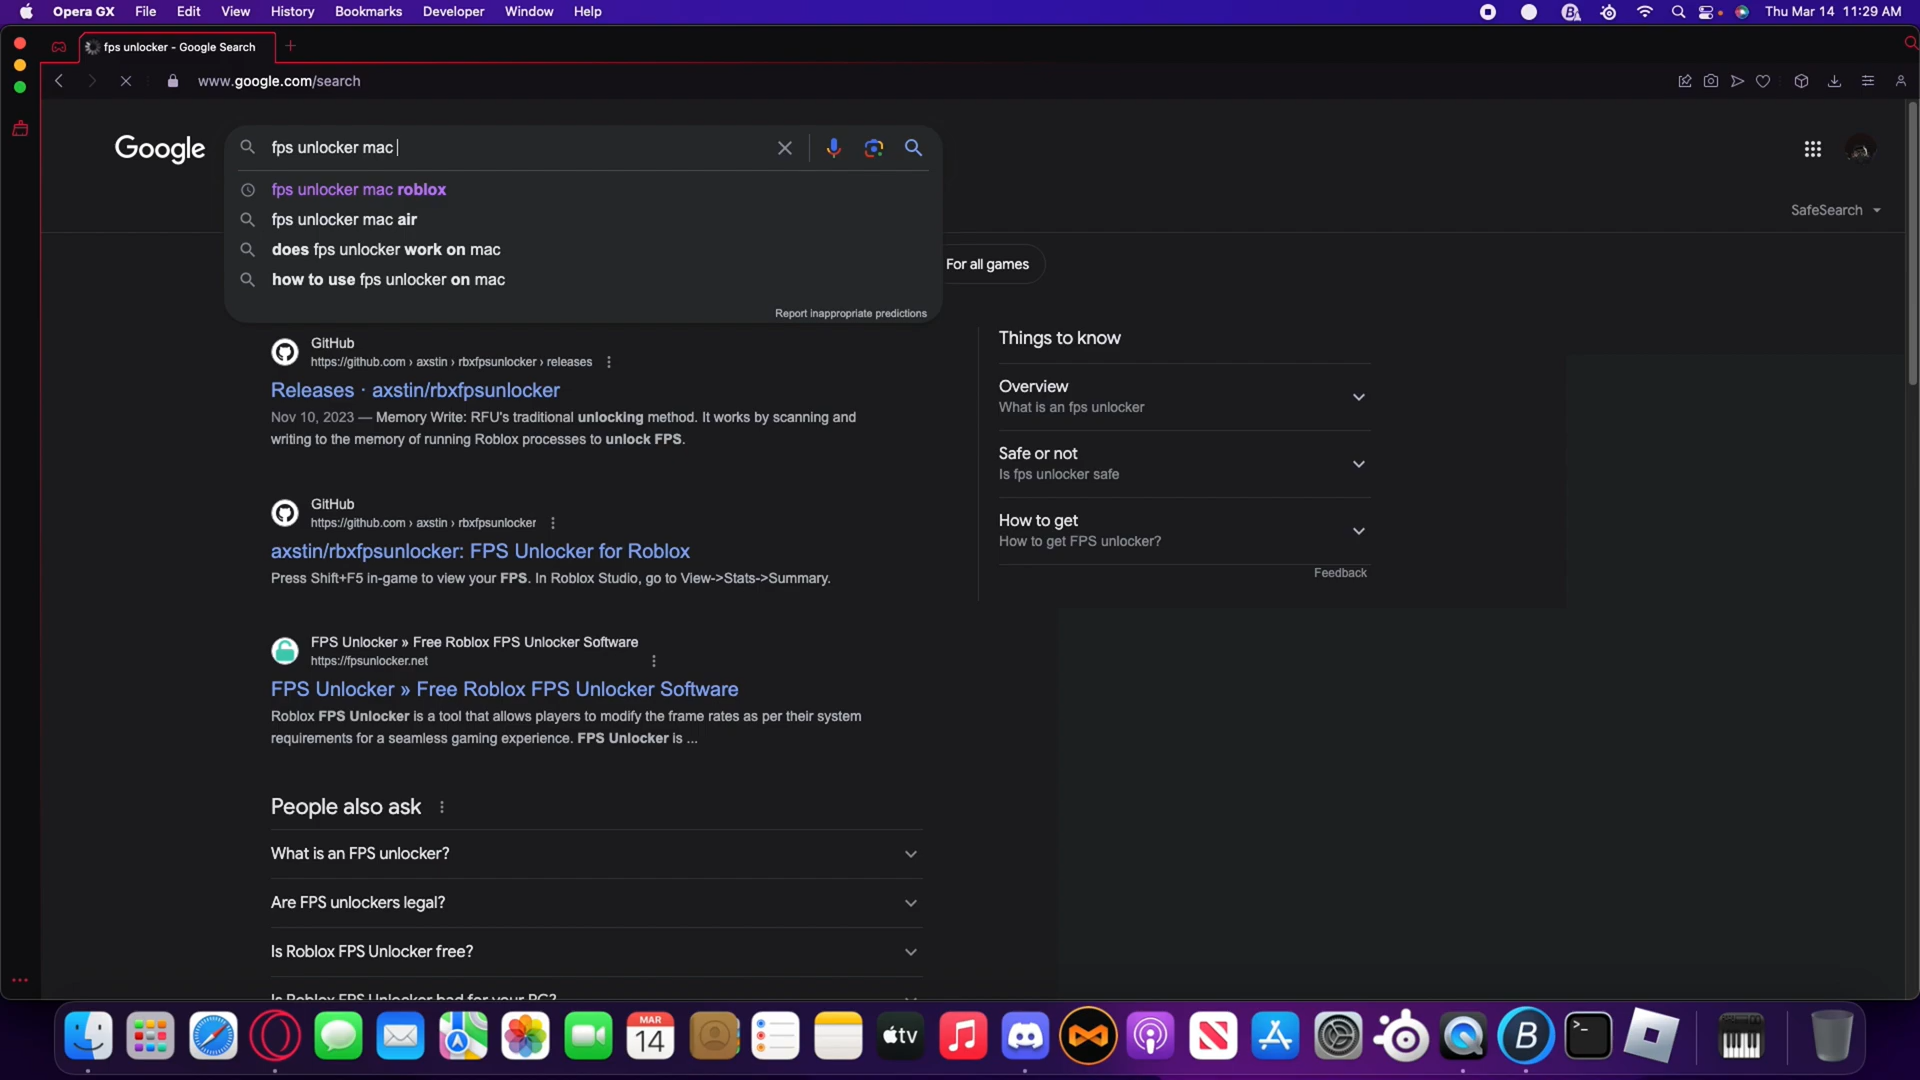 Opera GX File Edit View History Bookmarks Developer Window Help Thu Mar 14 11:29 AM
fps unlocker - Google Search
www.google.com/search
Google
fps unlocker mac
fps unlocker mac roblox
fps unlocker mac air
does fps unlocker work on mac
how to use fps unlocker on mac
Report inappropriate predictions
SafeSearch
For all games
GitHub
https://github.com › axstin › rbxfpsunlocker › releases
Releases · axstin/rbxfpsunlocker
Nov 10, 2023 — Memory Write: RFU's traditional unlocking method. It works by scanning and
writing to the memory of running Roblox processes to unlock FPS.
GitHub
https://github.com › axstin › rbxfpsunlocker
axstin/rbxfpsunlocker: FPS Unlocker for Roblox
Press Shift+F5 in-game to view your FPS. In Roblox Studio, go to View->Stats->Summary.
FPS Unlocker » Free Roblox FPS Unlocker Software
https://fpsunlocker.net
FPS Unlocker » Free Roblox FPS Unlocker Software
Roblox FPS Unlocker is a tool that allows players to modify the frame rates as per their system
requirements for a seamless gaming experience. FPS Unlocker is ...
People also ask
What is an FPS unlocker?
Are FPS unlockers legal?
Is Roblox FPS Unlocker free?
Is Roblox FPS Unlocker bad for your PC?
Things to know
Overview
What is an fps unlocker
Safe or not
Is fps unlocker safe
How to get
How to get FPS unlocker?
Feedback
MAR
14
tv
B